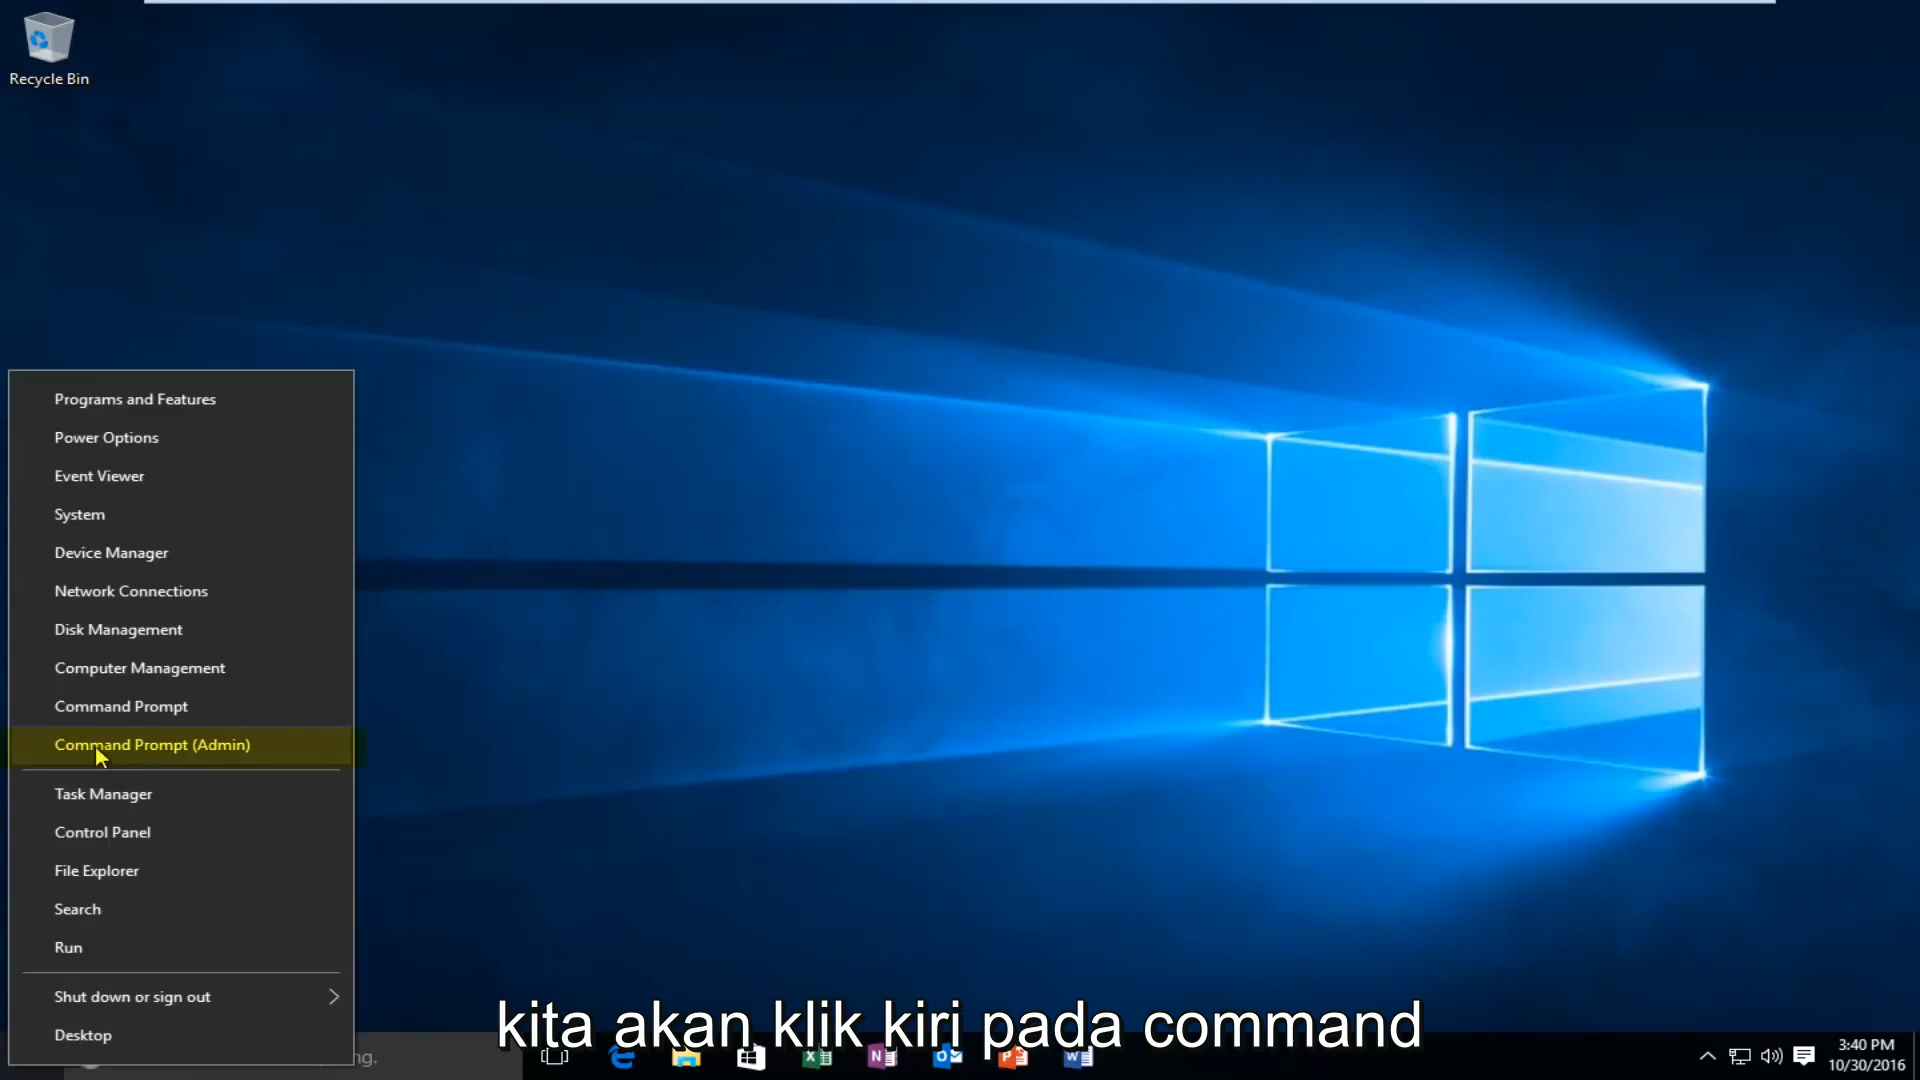 Recycle Bin
Programs and Features
Power Options
Event Viewer
System
Device Manager
Network Connections
Disk Management
Computer Management
Command Prompt
Command Prompt (Admin)
Task Manager
Control Panel
File Explorer
Search
Run
Shut down or sign out
Desktop
kita akan klik kiri pada command
3:40 PM
10/30/2016